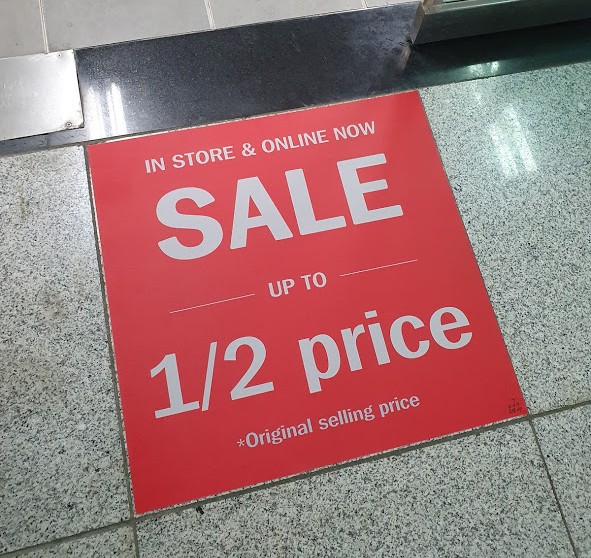 IN STORE & ONLINE NOW
SALE
UP TO
1/2 price
*Original selling price